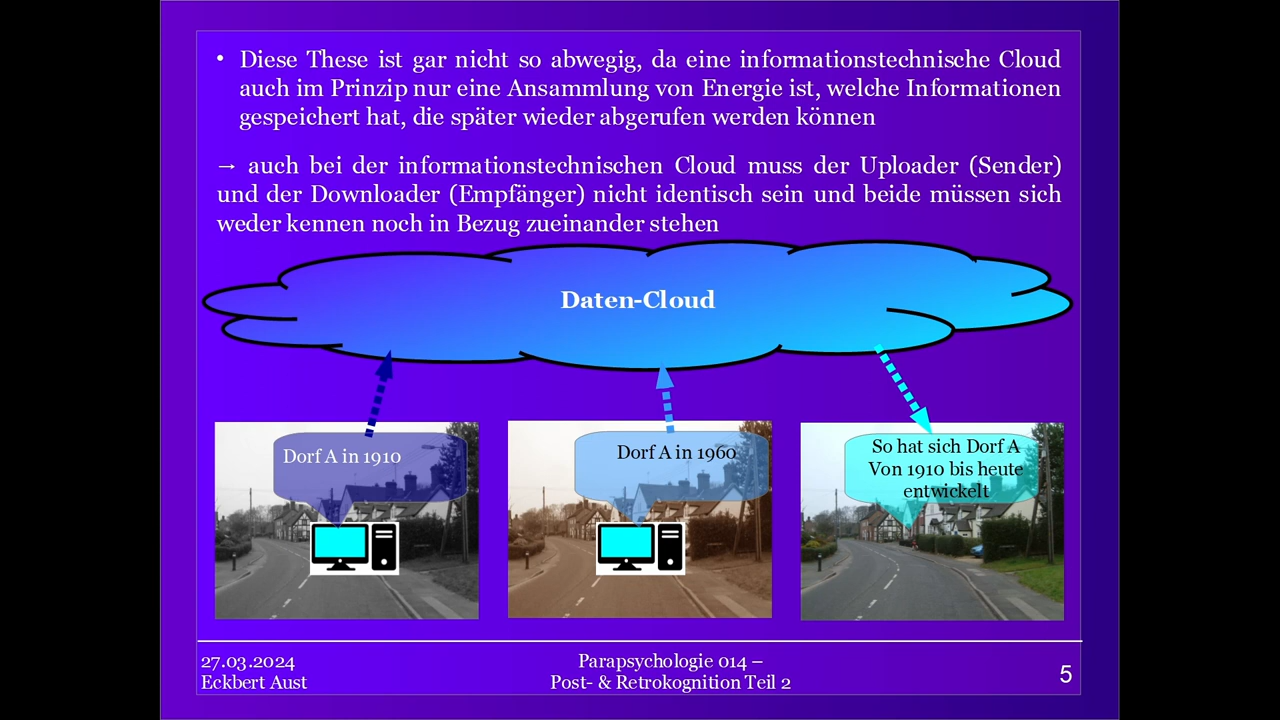 • Diese These ist gar nicht so abwegig, da eine informationstechnische Cloud
auch im Prinzip nur eine Ansammlung von Energie ist, welche Informationen
gespeichert hat, die später wieder abgerufen werden können
→ auch bei der informationstechnischen Cloud muss der Uploader (Sender)
und der Downloader (Empfänger) nicht identisch sein und beide müssen sich
weder kennen noch in Bezug zueinander stehen
Daten-Cloud
Dorf A in 1910
Dorf A in 1960
So hat sich Dorf A
Von 1910 bis heute
entwickelt
27.03.2024
Eckbert Aust
Parapsychologie 014 –
Post- & Retrokognition Teil 2
5